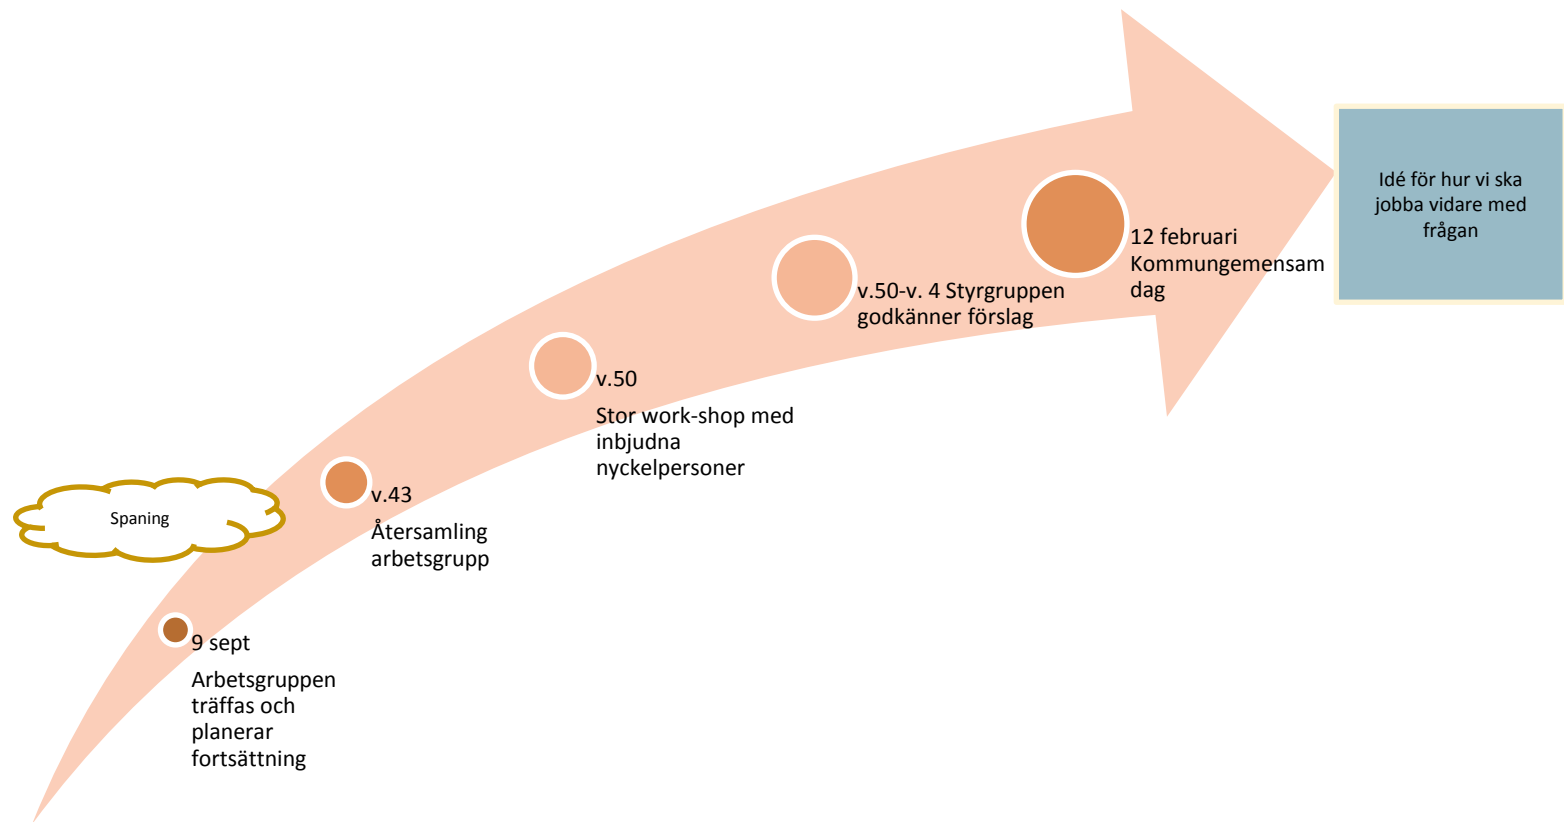 Spaning
9 sept
Arbetsgruppen
träffas och
planerar
fortsättning
v.43
Återsamling
arbetsgrupp
v.50
Stor work-shop med
inbjudna
nyckelpersoner
v.50-v. 4 Styrgruppen
godkänner förslag
12 februari
Kommungemensam
dag
Idé för hur vi ska
jobba vidare med
frågan